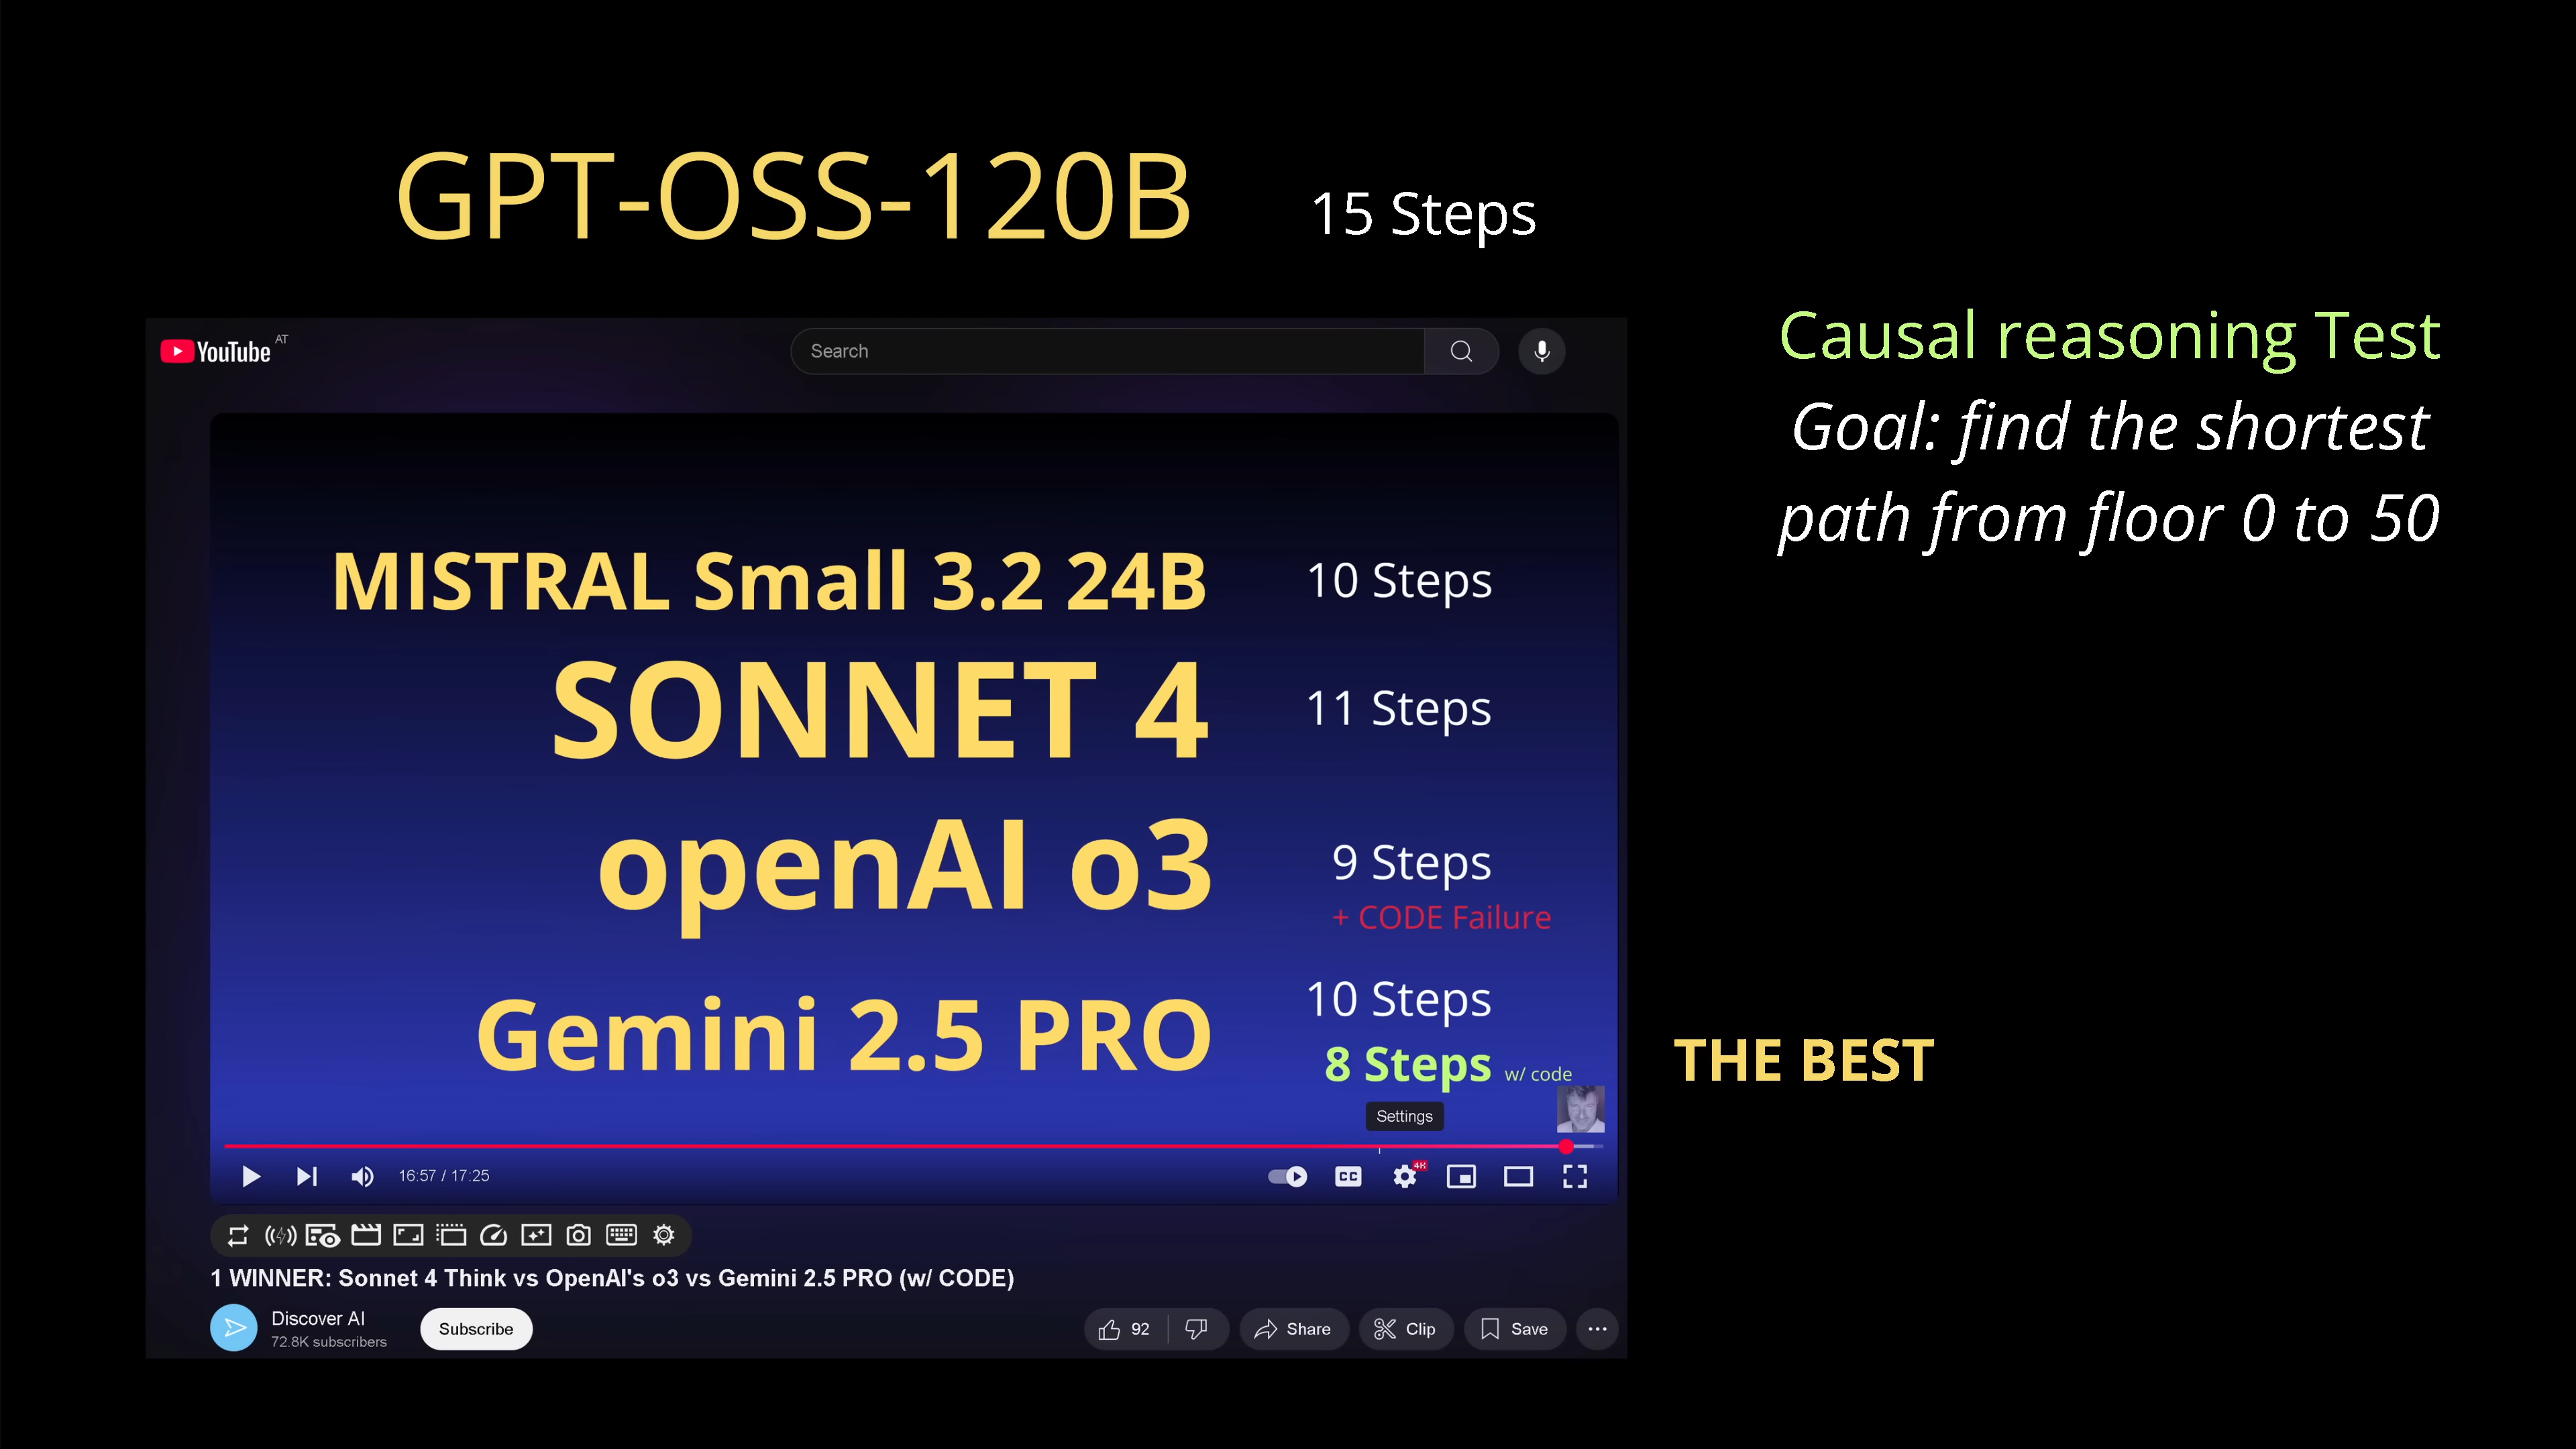 GPT-OSS-120B 15 Steps
Causal reasoning Test
Goal: find the shortest
path from floor 0 to 50
YouTube AT
Search
MISTRAL Small 3.2 24B 10 Steps
SONNET 4 11 Steps
openAI o3 9 Steps
+ CODE Failure
Gemini 2.5 PRO 10 Steps
8 Steps w/ code
THE BEST
Settings
16:57 / 17:25
CC
4K
1 WINNER: Sonnet 4 Think vs OpenAI's o3 vs Gemini 2.5 PRO (w/ CODE)
Discover AI
72.8K subscribers
Subscribe
92
Share
Clip
Save